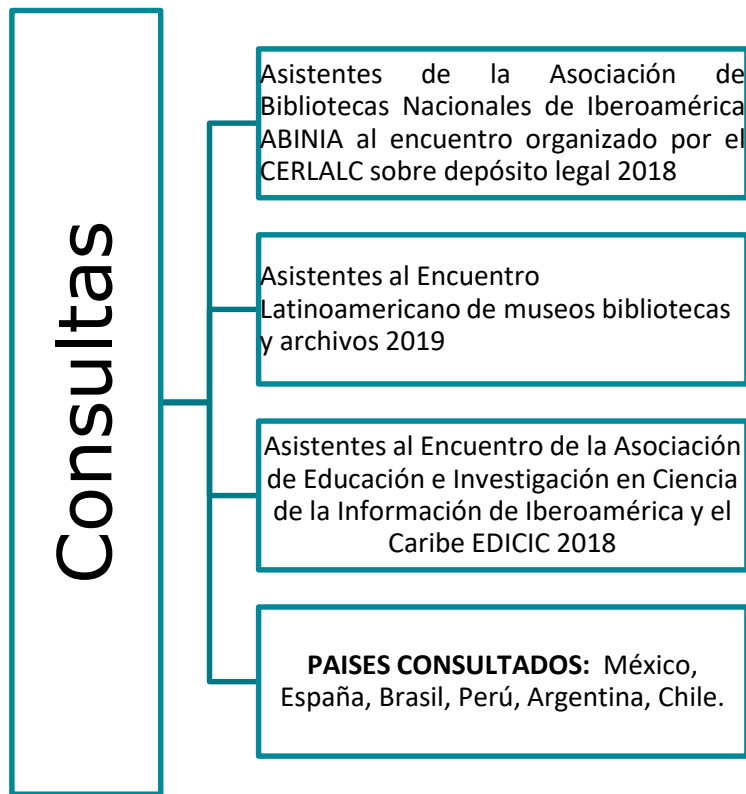 Consultas
Asistentes de la Asociación de
Bibliotecas Nacionales de Iberoamérica
ABINIA al encuentro organizado por el
CERLALC sobre depósito legal 2018
Asistentes al Encuentro
Latinoamericano de museos bibliotecas
y archivos 2019
Asistentes al Encuentro de la Asociación
de Educación e Investigación en Ciencia
de la Información de Iberoamérica y el
Caribe EDICIC 2018
PAISES CONSULTADOS: México,
España, Brasil, Perú, Argentina, Chile.